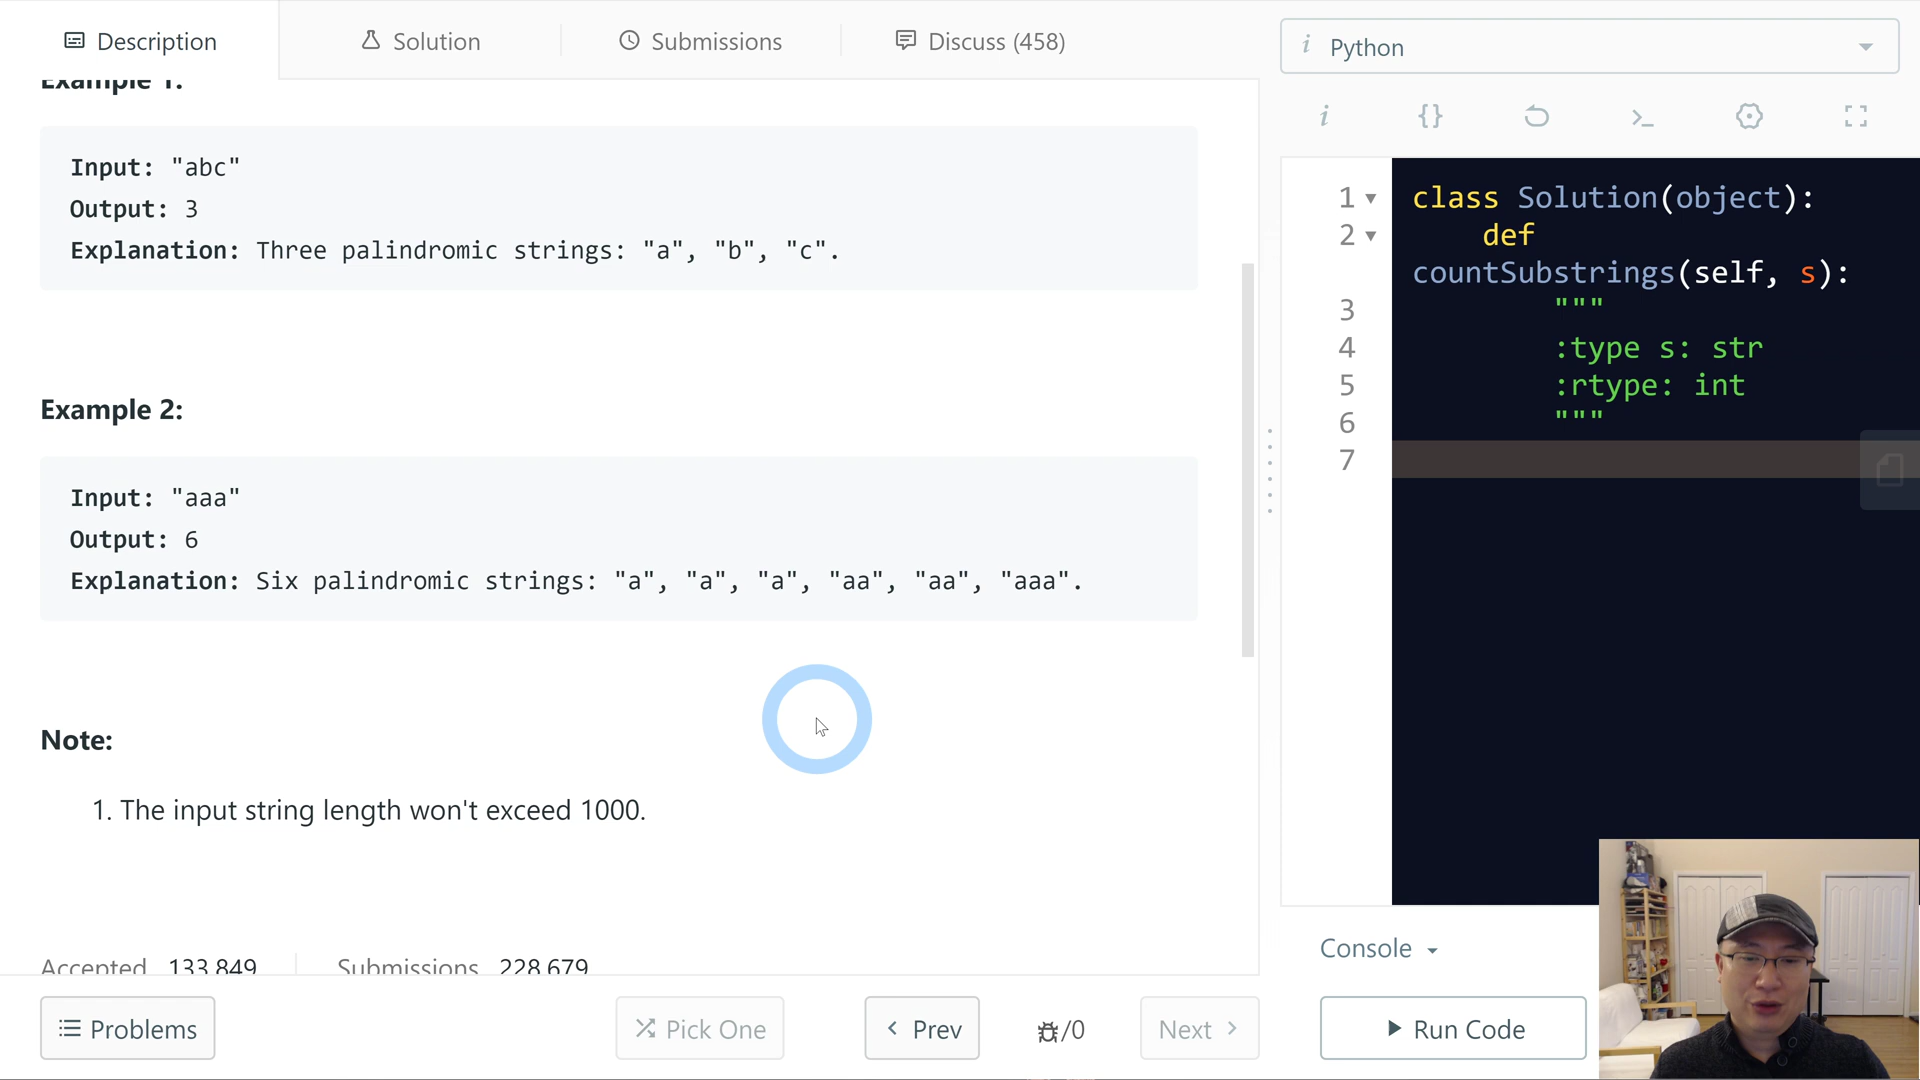 Description
Solution
Submissions
Discuss (458)
i Python
Example 1:
Input: "abc"
Output: 3
Explanation: Three palindromic strings: "a", "b", "c".
Example 2:
Input: "aaa"
Output: 6
Explanation: Six palindromic strings: "a", "a", "a", "aa", "aa", "aaa".
Note:
1. The input string length won't exceed 1000.
Accepted 133,849
Submissions 228,679
Problems
Pick One
Prev
/0
Next
i {} >_
1 class Solution(object):
2 def
countSubstrings(self, s):
3 """
4 :type s: str
5 :rtype: int
6 """
7
Console
Run Code